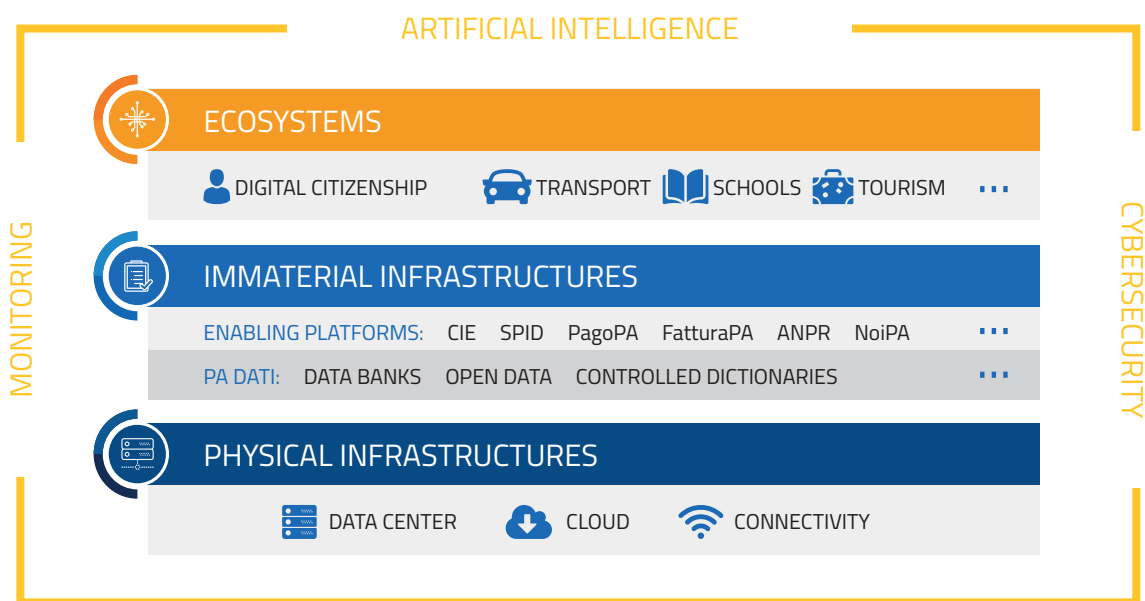 ARTIFICIAL INTELLIGENCE
ECOSYSTEMS
DIGITAL CITIZENSHIP TRANSPORT SCHOOLS TOURISM ...
MONITORING
CYBERSECURITY
IMMATERIAL INFRASTRUCTURES
ENABLING PLATFORMS: CIE SPID PagoPA FatturaPA ANPR NoiPA ...
PA DATI: DATA BANKS OPEN DATA CONTROLLED DICTIONARIES ...
PHYSICAL INFRASTRUCTURES
DATA CENTER CLOUD CONNECTIVITY